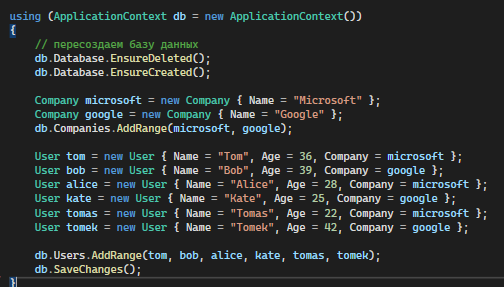 using (ApplicationContext db = new ApplicationContext())
{
    // пересоздаем базу данных
    db.Database.EnsureDeleted();
    db.Database.EnsureCreated();

    Company microsoft = new Company { Name = "Microsoft" };
    Company google = new Company { Name = "Google" };
    db.Companies.AddRange(microsoft, google);

    User tom = new User { Name = "Tom", Age = 36, Company = microsoft };
    User bob = new User { Name = "Bob", Age = 39, Company = google };
    User alice = new User { Name = "Alice", Age = 28, Company = microsoft };
    User kate = new User { Name = "Kate", Age = 25, Company = google };
    User tomas = new User { Name = "Tomas", Age = 22, Company = microsoft };
    User tomek = new User { Name = "Tomek", Age = 42, Company = google };

    db.Users.AddRange(tom, bob, alice, kate, tomas, tomek);
    db.SaveChanges();
}